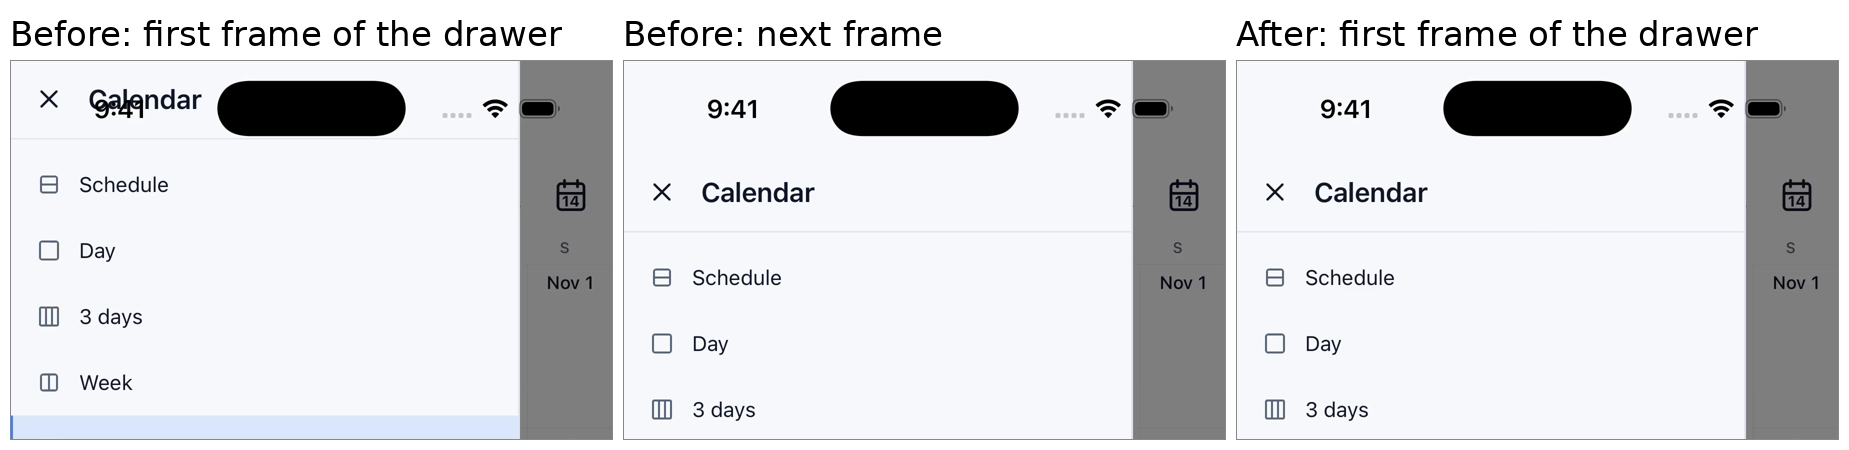 Before: first frame of the drawer
Calendar
9:41
14
Schedule
S
Day
Nov 1
3 days
Week
Before: next frame
9:41
Calendar
14
S
Schedule
Nov 1
Day
3 days
After: first frame of the drawer
9:41
Calendar
14
S
Schedule
Nov 1
Day
3 days